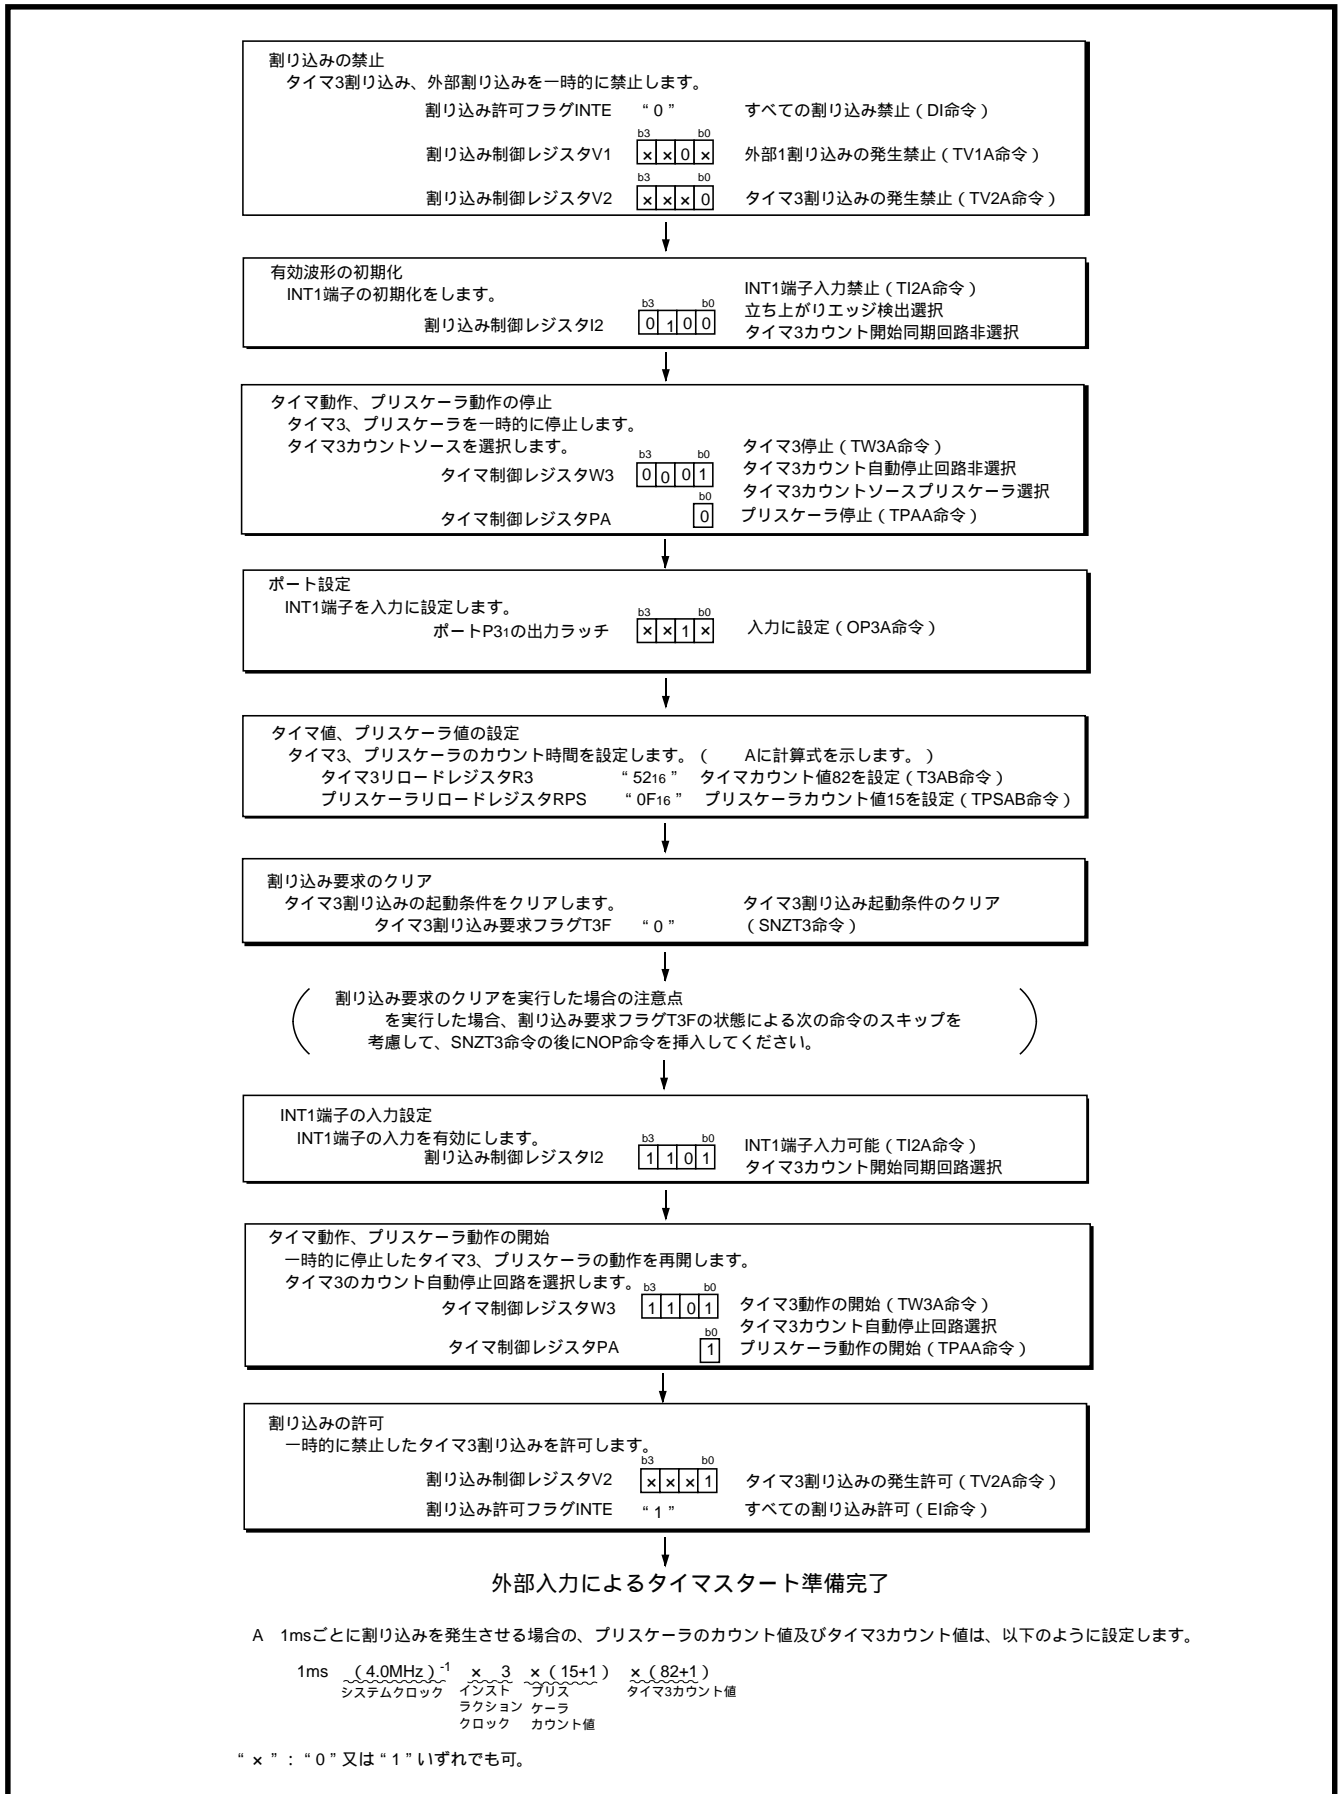 割り込みの禁止
タイマ3割り込み、外部割り込みを一時的に禁止します。
割り込み許可フラグINTE “ 0 ” すべての割り込み禁止 ( DI命令 )
b3 b0
割り込み制御レジスタV1 × × 0 × 外部1割り込みの発生禁止 ( TV1A命令 )
b3 b0
割り込み制御レジスタV2 × × × 0 タイマ3割り込みの発生禁止 ( TV2A命令 )
有効波形の初期化
INT1端子の初期化をします。 INT1端子入力禁止 ( TI2A命令 )
b3 b0 立ち上がりエッジ検出選択
割り込み制御レジスタI2 0 1 0 0 タイマ3カウント開始同期回路非選択
タイマ動作、プリスケーラ動作の停止
タイマ3、プリスケーラを一時的に停止します。
タイマ3カウントソースを選択します。 タイマ3停止 ( TW3A命令 )
b3 b0
タイマ制御レジスタW3 0 0 0 1 タイマ3カウント自動停止回路非選択
b0 タイマ3カウントソースプリスケーラ選択
タイマ制御レジスタPA 0 プリスケーラ停止 ( TPAA命令 )
ポート設定
INT1端子を入力に設定します。
b3 b0
ポートP31の出力ラッチ × × 1 × 入力に設定 ( OP3A命令 )
タイマ値、プリスケーラ値の設定
タイマ3、プリスケーラのカウント時間を設定します。 ( Aに計算式を示します。 )
タイマ3リロードレジスタR3 “ 5216 ” タイマカウント値82を設定 ( T3AB命令 )
プリスケーラリロードレジスタRPS “ 0F16 ” プリスケーラカウント値15を設定 ( TPSAB命令 )
割り込み要求のクリア
タイマ3割り込みの起動条件をクリアします。 タイマ3割り込み起動条件のクリア
タイマ3割り込み要求フラグT3F “ 0 ” ( SNZT3命令 )
割り込み要求のクリアを実行した場合の注意点
を実行した場合、割り込み要求フラグT3Fの状態による次の命令のスキップを
考慮して、SNZT3命令の後にNOP命令を挿入してください。
INT1端子の入力設定
INT1端子の入力を有効にします。 b3 b0 INT1端子入力可能 ( TI2A命令 )
割り込み制御レジスタI2 1 1 0 1 タイマ3カウント開始同期回路選択
タイマ動作、プリスケーラ動作の開始
一時的に停止したタイマ3、プリスケーラの動作を再開します。
タイマ3のカウント自動停止回路を選択します。 b3 b0
タイマ制御レジスタW3 1 1 0 1 タイマ3動作の開始 ( TW3A命令 )
b0 タイマ3カウント自動停止回路選択
タイマ制御レジスタPA 1 プリスケーラ動作の開始 ( TPAA命令 )
割り込みの許可
一時的に禁止したタイマ3割り込みを許可します。
b3 b0
割り込み制御レジスタV2 × × × 1 タイマ3割り込みの発生許可 ( TV2A命令 )
割り込み許可フラグINTE “ 1 ” すべての割り込み許可 ( EI命令 )
外部入力によるタイマスタート準備完了
A 1msごとに割り込みを発生させる場合の、プリスケーラのカウント値及びタイマ3カウント値は、以下のように設定します。
1ms ( 4.0MHz )-1 × 3 × ( 15+1 ) × ( 82+1 )
システムクロック インスト プリス タイマ3カウント値
ラクション ケーラ
クロック カウント値
“ × ” : “ 0 ” 又は “ 1 ” いずれでも可。